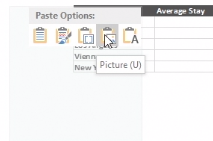 Average Stay
Paste Options:
A
Vienn
Picture (U)
New Y